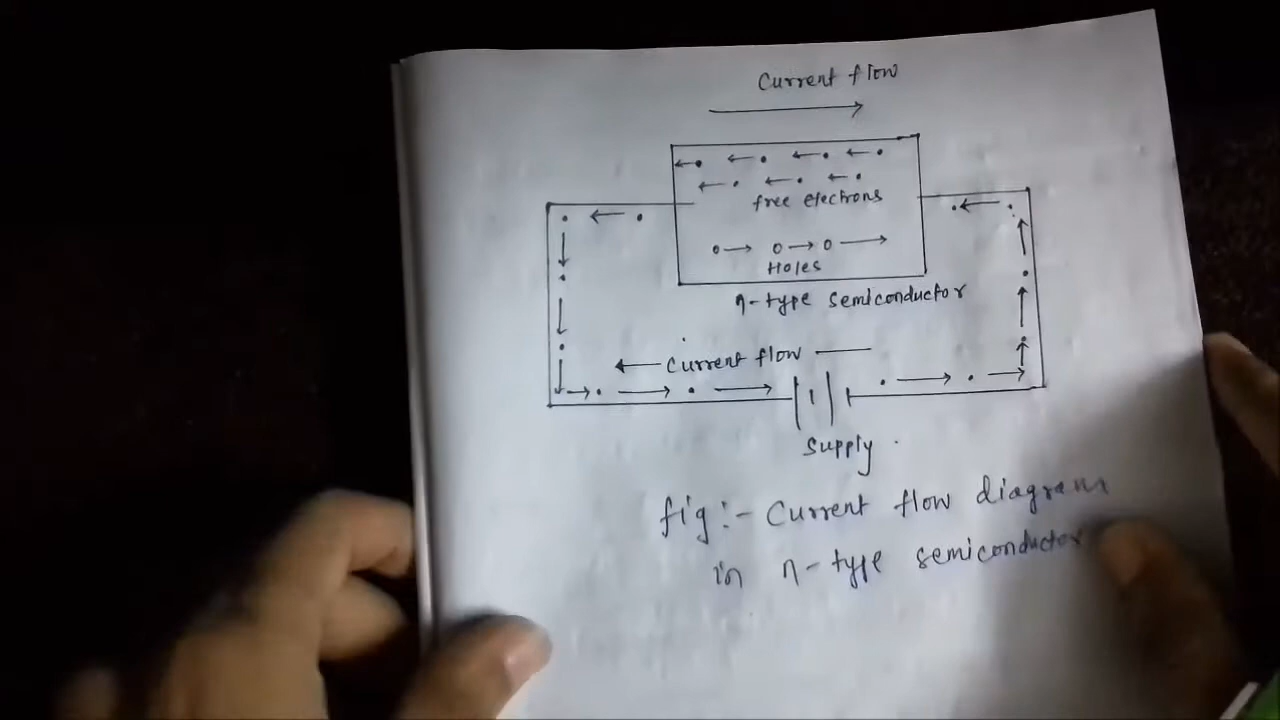 Current flow
free electrons
Holes
n-type semiconductor
Current flow
Supply
fig:- Current flow diagram
in n-type semiconductor